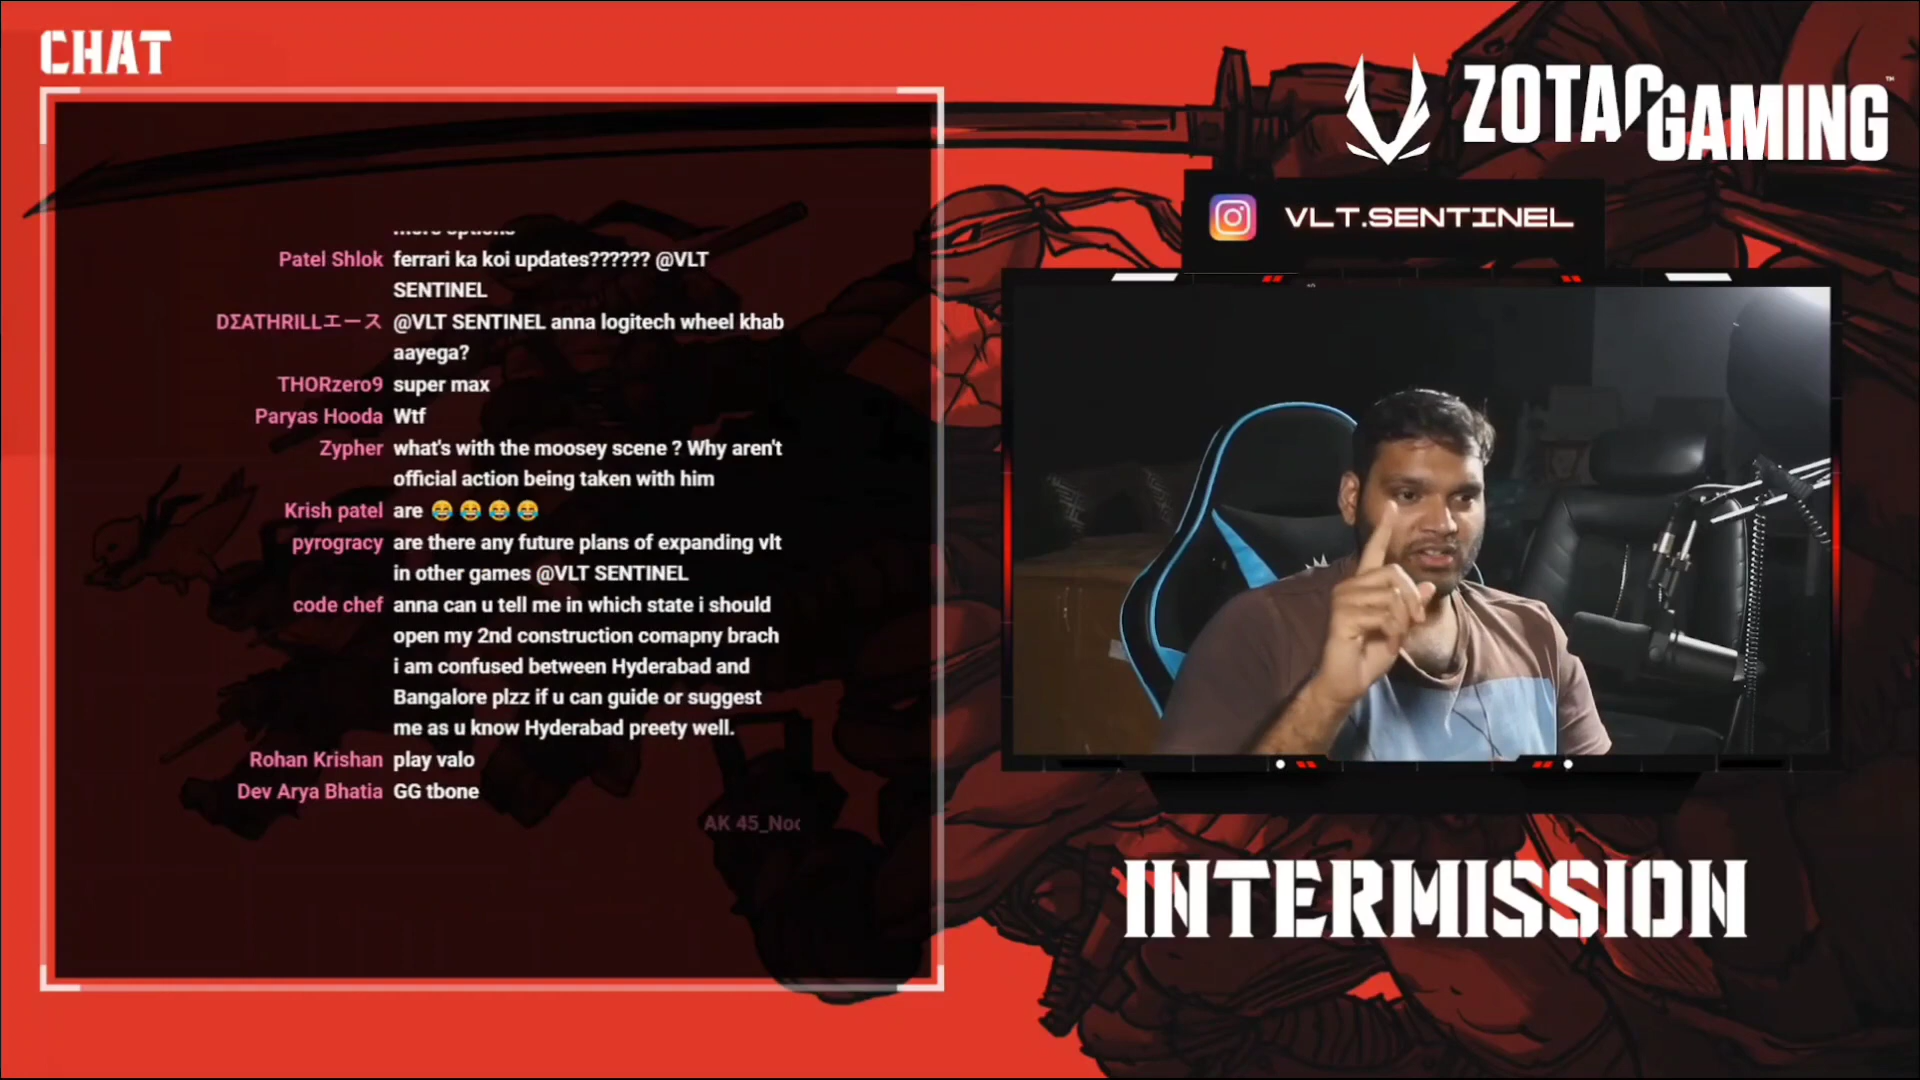 CHAT
ZOTAC GAMING
VLT.SENTINEL
more options
Patel Shlok ferrari ka koi updates?????? @VLT
SENTINEL
DΣATHRILLエース @VLT SENTINEL anna logitech wheel khab
aayega?
THORzero9 super max
Paryas Hooda Wtf
Zypher what's with the moosey scene ? Why aren't
official action being taken with him
Krish patel are 😂 😂 😂 😂
pyrogracy are there any future plans of expanding vlt
in other games @VLT SENTINEL
code chef anna can u tell me in which state i should
open my 2nd construction comapny brach
i am confused between Hyderabad and
Bangalore plzz if u can guide or suggest
me as u know Hyderabad preety well.
Rohan Krishan play valo
Dev Arya Bhatia GG tbone
INTERMISSION